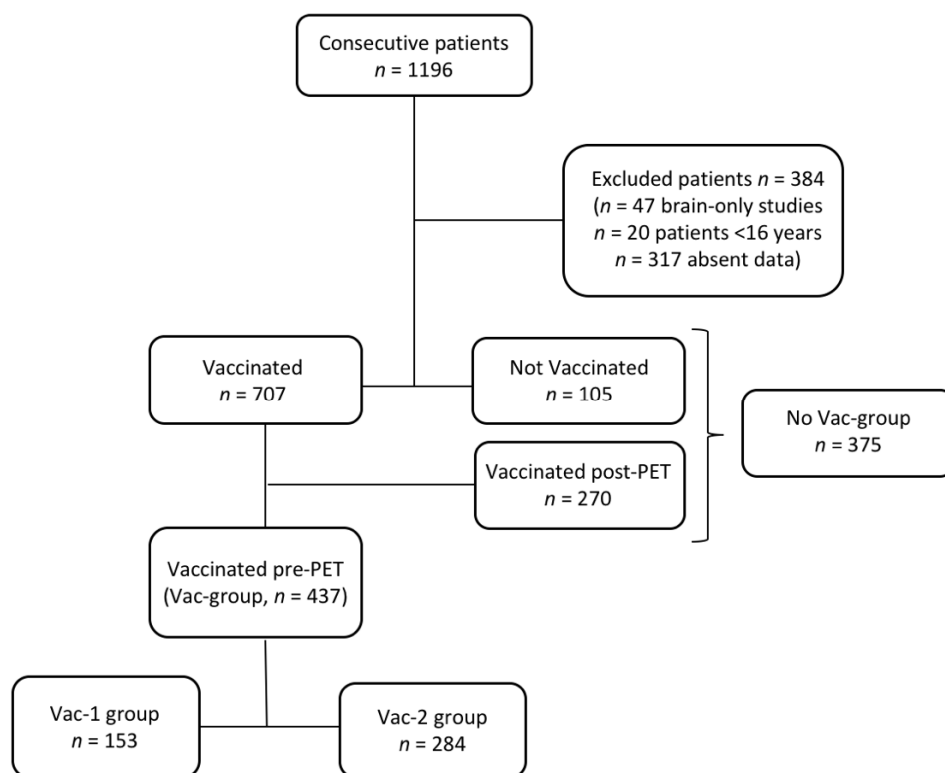 Consecutive patients
n = 1196
Excluded patients n = 384
(n = 47 brain-only studies
n = 20 patients <16 years
n = 317 absent data)
Vaccinated
n = 707
Not Vaccinated
n = 105
No Vac-group
n = 375
Vaccinated post-PET
n = 270
Vaccinated pre-PET
(Vac-group, n = 437)
Vac-1 group
n = 153
Vac-2 group
n = 284